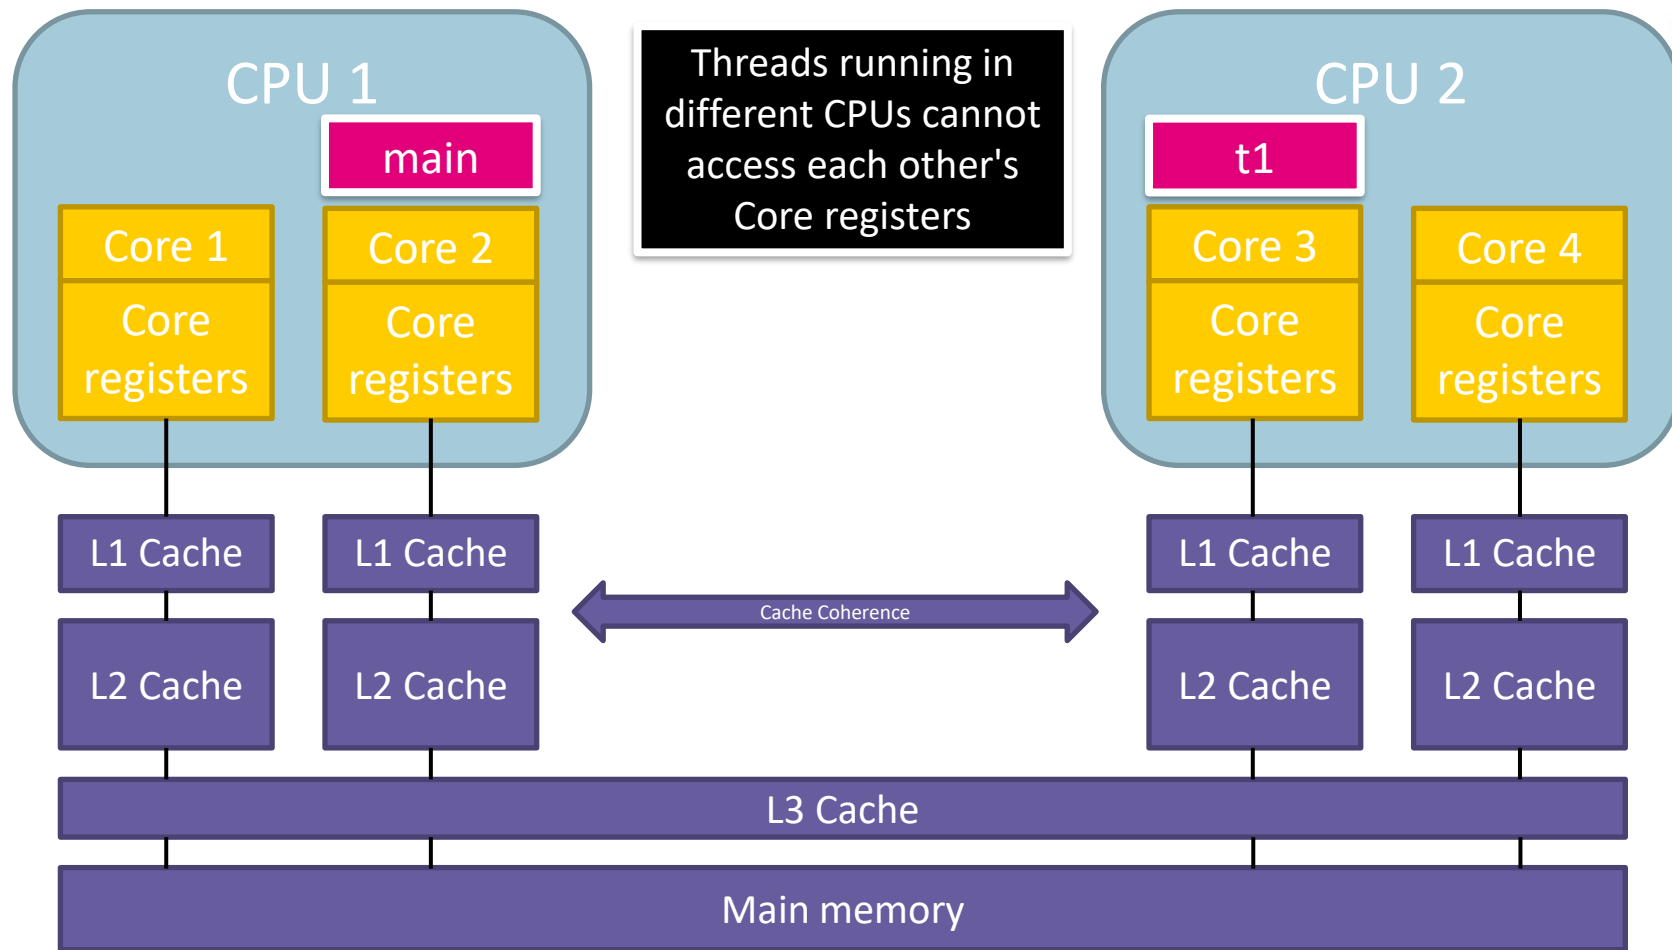 CPU 1
main
Core 1
Core 2
Core
registers
Core
registers
Threads running in
different CPUs cannot
access each other's
Core registers
CPU 2
t1
Core 3
Core 4
Core
registers
Core
registers
L1 Cache
L1 Cache
L1 Cache
L1 Cache
Cache Coherence
L2 Cache
L2 Cache
L2 Cache
L2 Cache
L3 Cache
Main memory